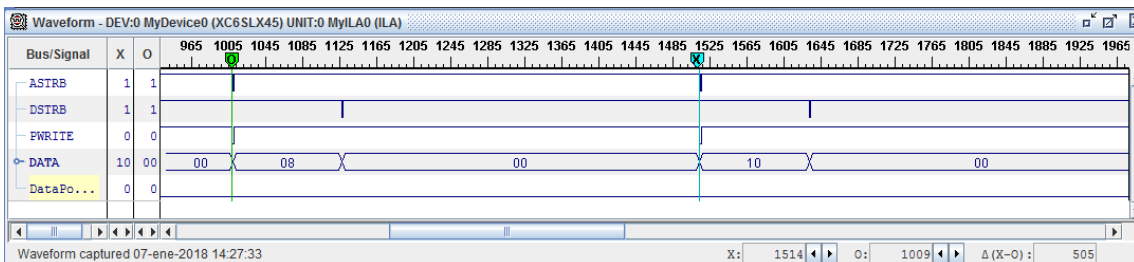 Waveform - DEV:0 MyDevice0 (XC6SLX45) UNIT:0 MyILA0 (ILA)
Bus/Signal X O 965 1005 1045 1085 1125 1165 1205 1245 1285 1325 1365 1405 1445 1485 1525 1565 1605 1645 1685 1725 1765 1805 1845 1885 1925 1965
O X
ASTRB 1 1
DSTRB 1 1
PWRITE 0 0
DATA 10 00 00 08 00 10 00
DataPo... 0 0
Waveform captured 07-ene-2018 14:27:33 X: 1514 O: 1009 Δ(X-O): 505